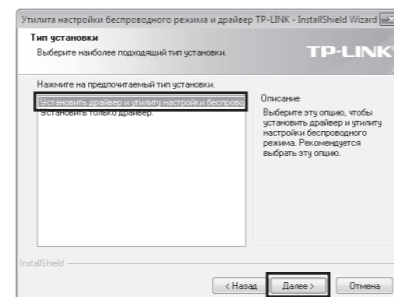 Утилита настройки беспроводного режима и драйвер TP-LINK - InstallShield Wizard
Тип установки
Выберите наиболее подходящий тип установки.
TP-LINK
Нажмите на предпочитаемый тип установки.
Установить драйвер и утилиту настройки беспрово
Установить только драйвер.
Описание
Выберите эту опцию, чтобы
установить драйвер и утилиту
настройки беспроводного
режима. Рекомендуется
выбрать эту опцию.
InstallShield
< Назад
Далее >
Отмена